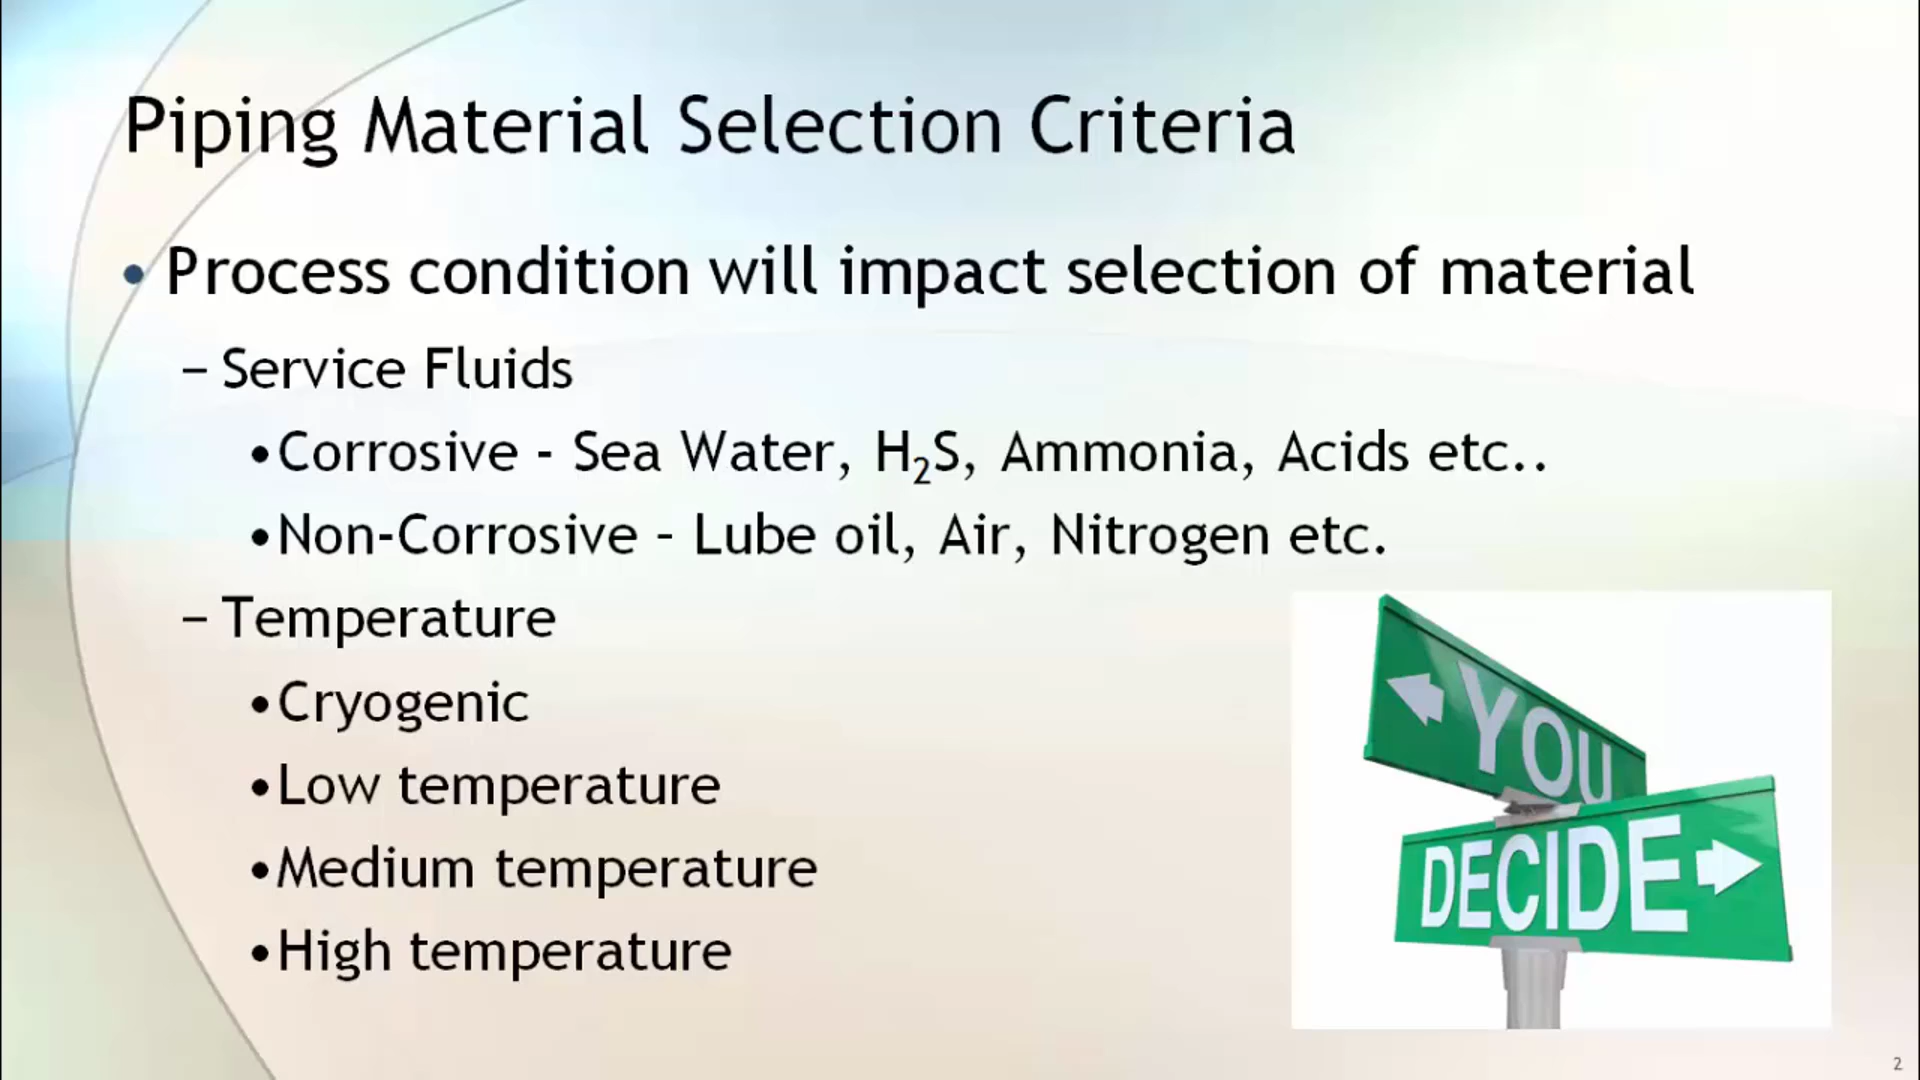 Piping Material Selection Criteria
• Process condition will impact selection of material
– Service Fluids
•Corrosive - Sea Water, H₂S, Ammonia, Acids etc..
•Non-Corrosive – Lube oil, Air, Nitrogen etc.
– Temperature
•Cryogenic
•Low temperature
•Medium temperature
•High temperature
YOU
DECIDE
2